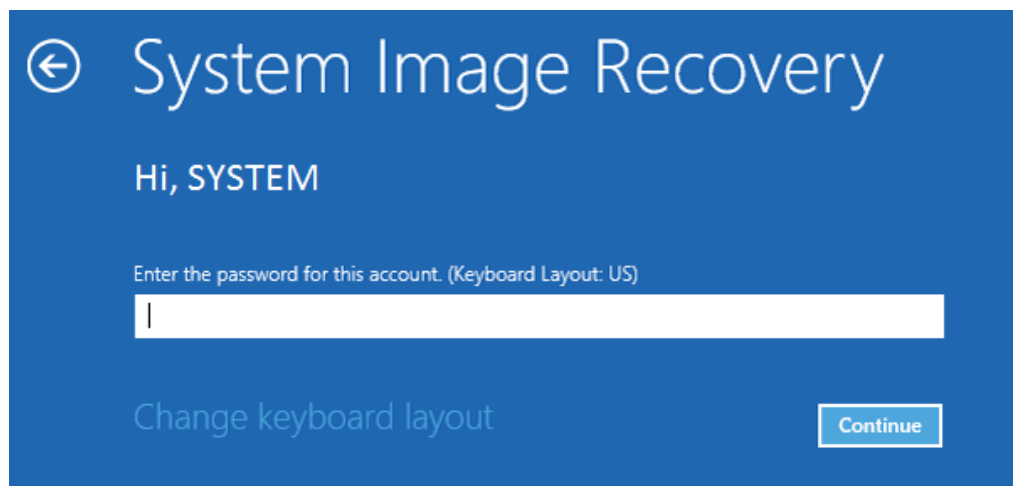 System Image Recovery
Hi, SYSTEM
Enter the password for this account. (Keyboard Layout: US)
Change keyboard layout
Continue